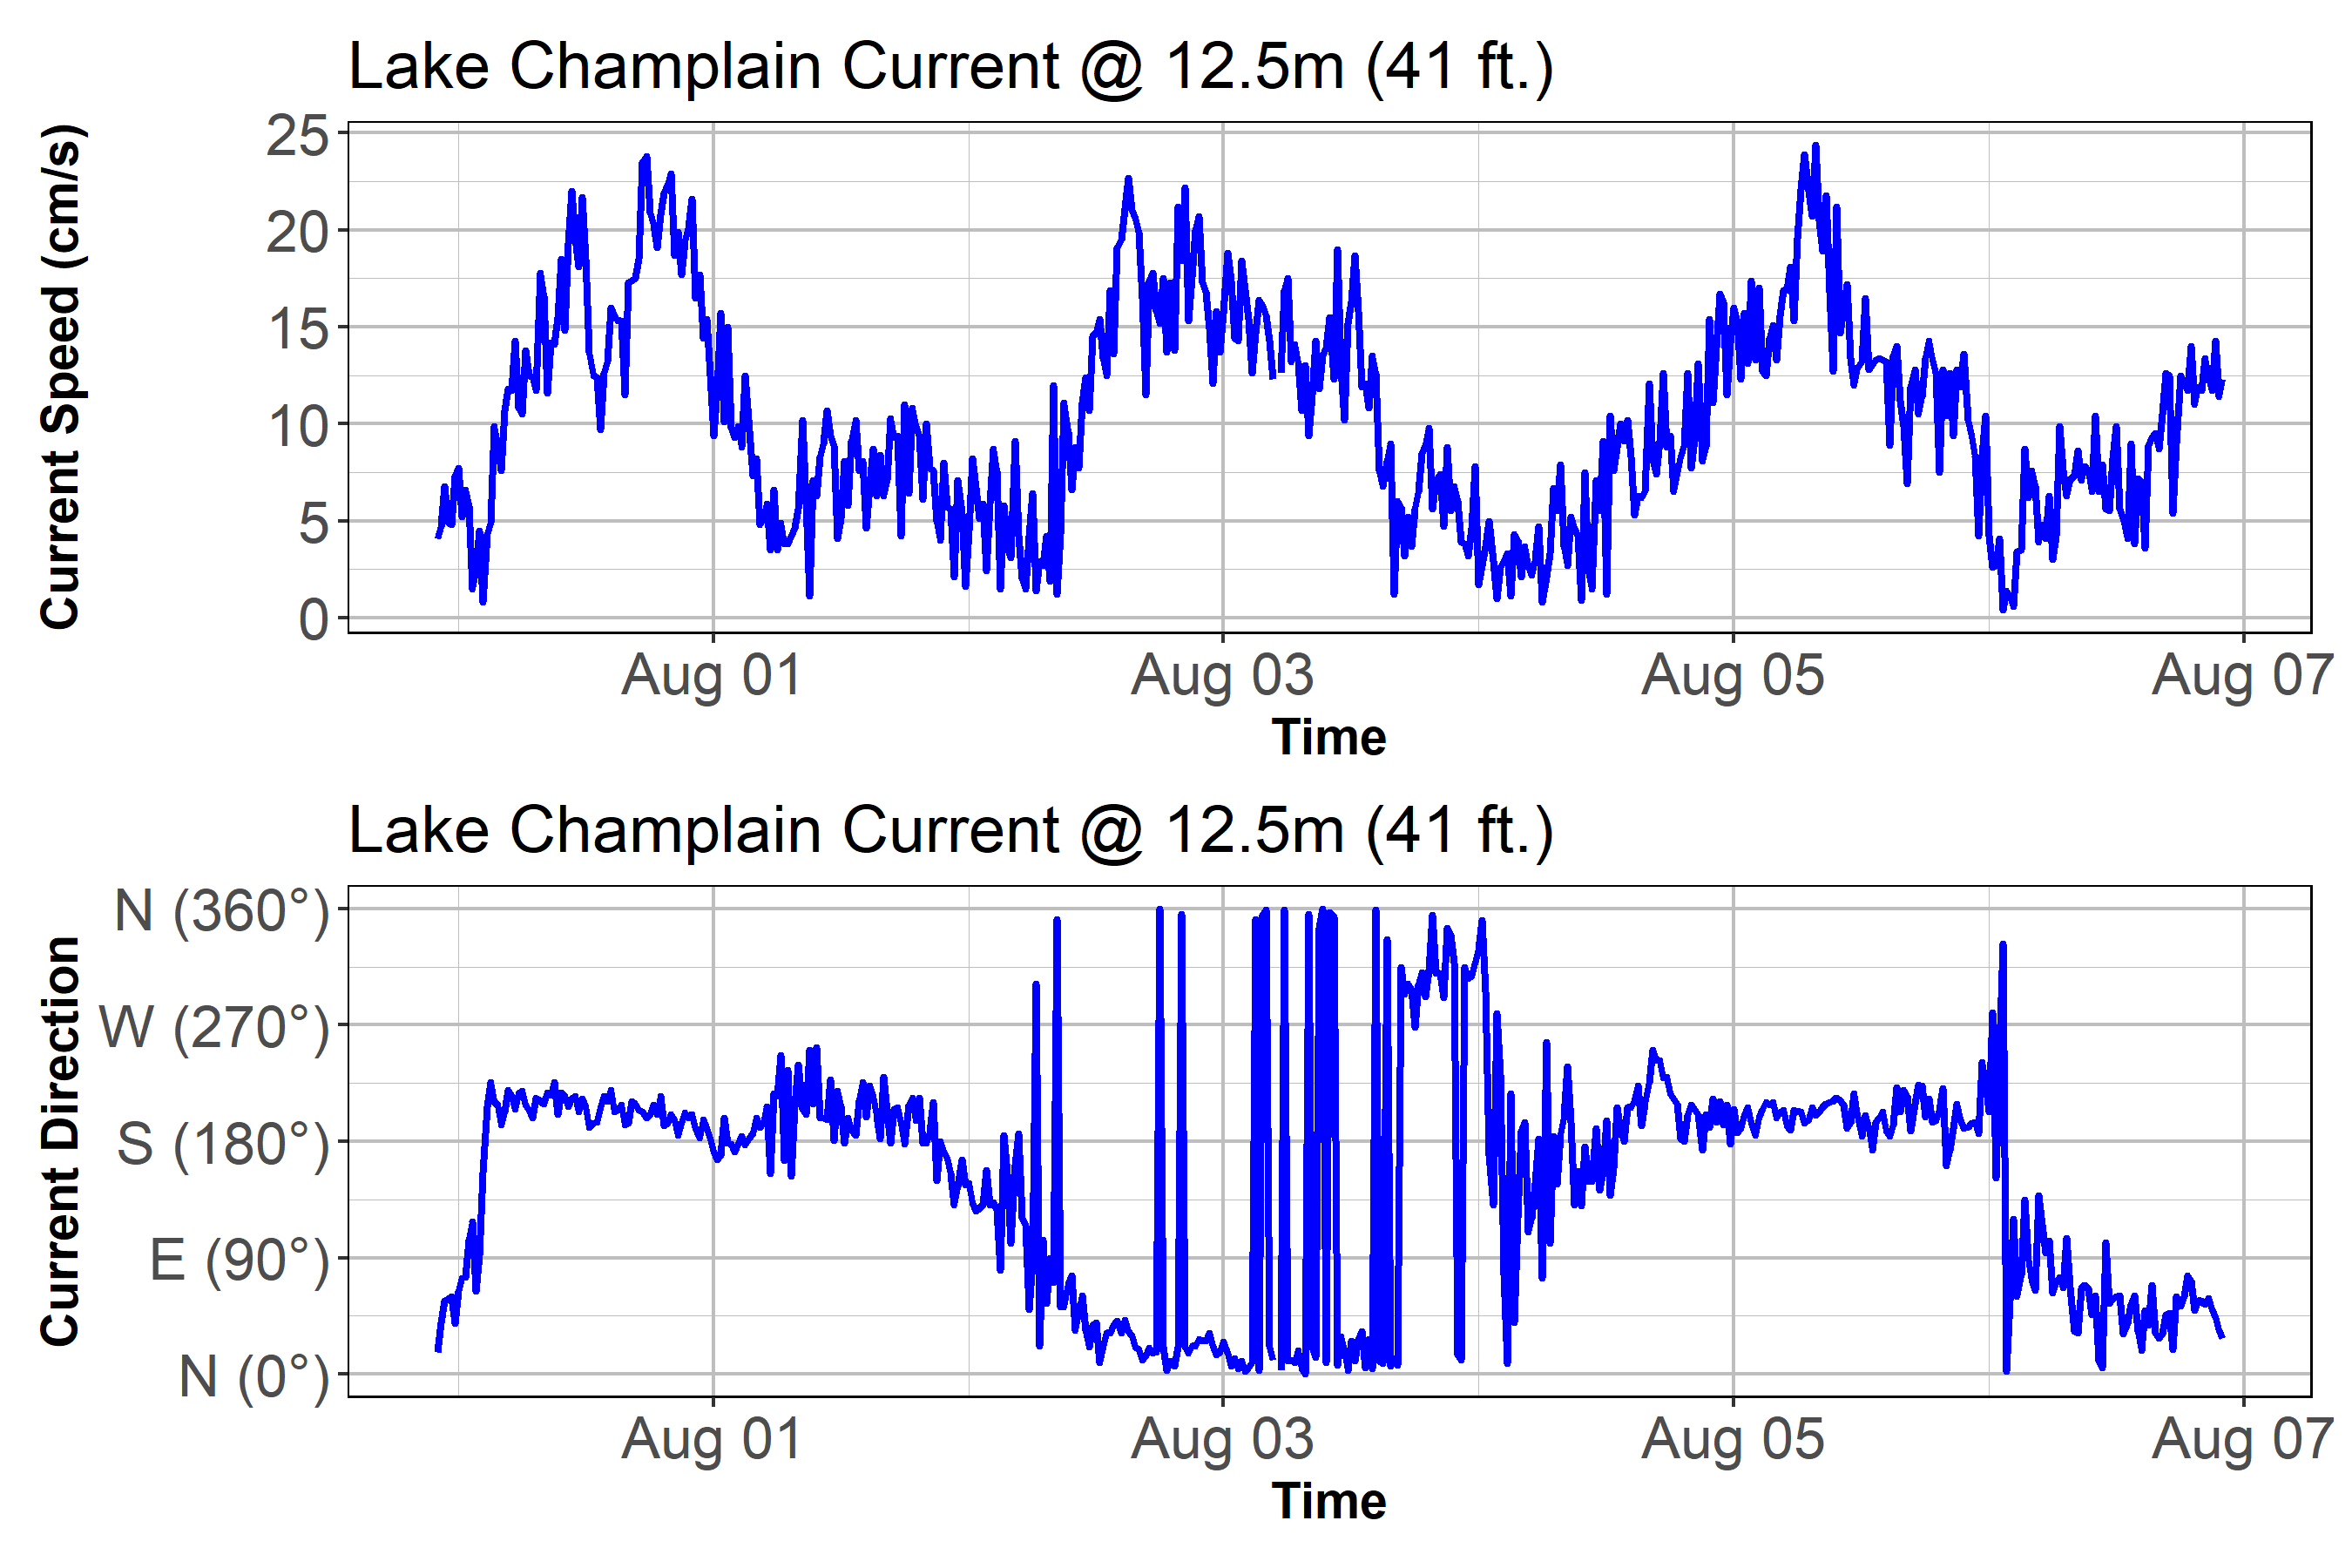 Lake Champlain Current @ 12.5m (41 ft.)
Current Speed (cm/s)
25
20
15
10
5
0
Aug 01 Aug 03 Aug 05 Aug 07
Time
Lake Champlain Current @ 12.5m (41 ft.)
Current Direction
N (360°)
W (270°)
S (180°)
E (90°)
N (0°)
Aug 01 Aug 03 Aug 05 Aug 07
Time